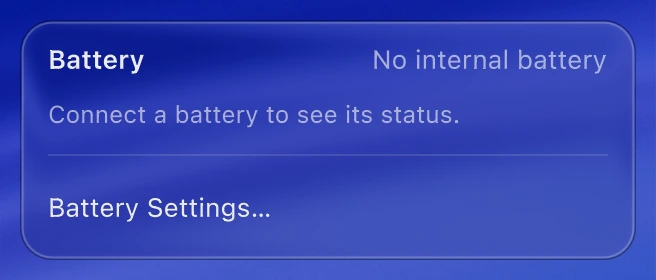 Battery No internal battery
Connect a battery to see its status.
Battery Settings...